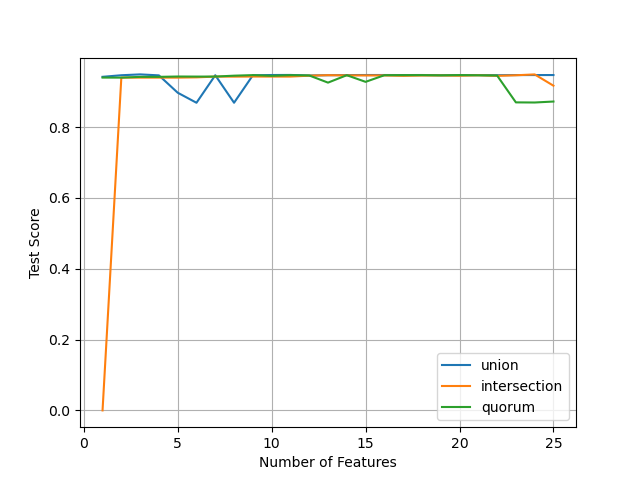 0.8
0.6
0.4
0.2
0.0
Test Score
0 5 10 15 20 25
Number of Features
union
intersection
quorum